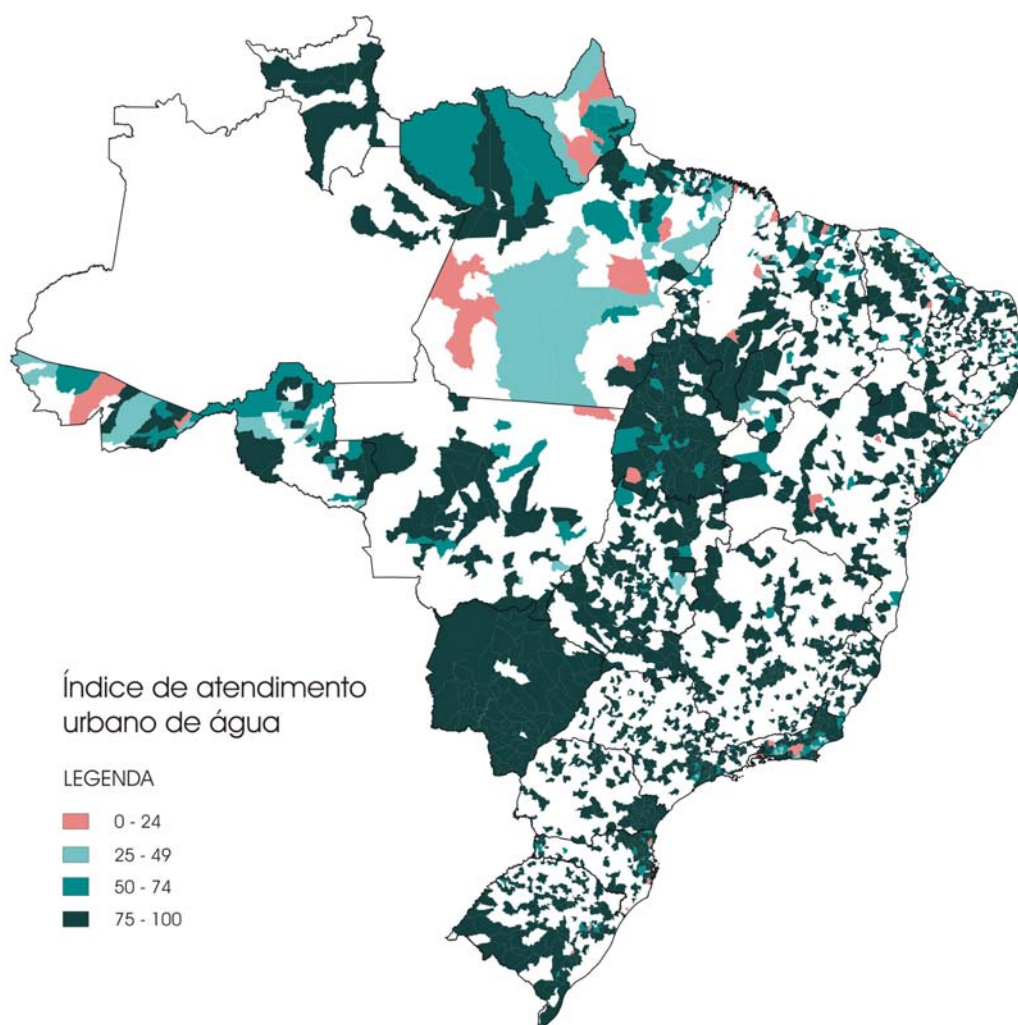 Índice de atendimento
urbano de água
LEGENDA
0 - 24
25 - 49
50 - 74
75 - 100